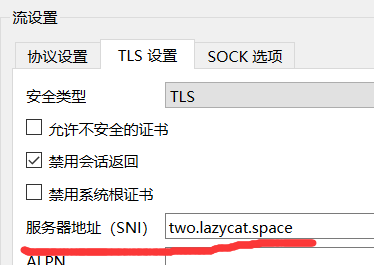 流设置
协议设置 TLS 设置 SOCK 选项
安全类型 TLS
允许不安全的证书
禁用会话返回
禁用系统根证书
服务器地址（SNI） two.lazycat.space
ALPN